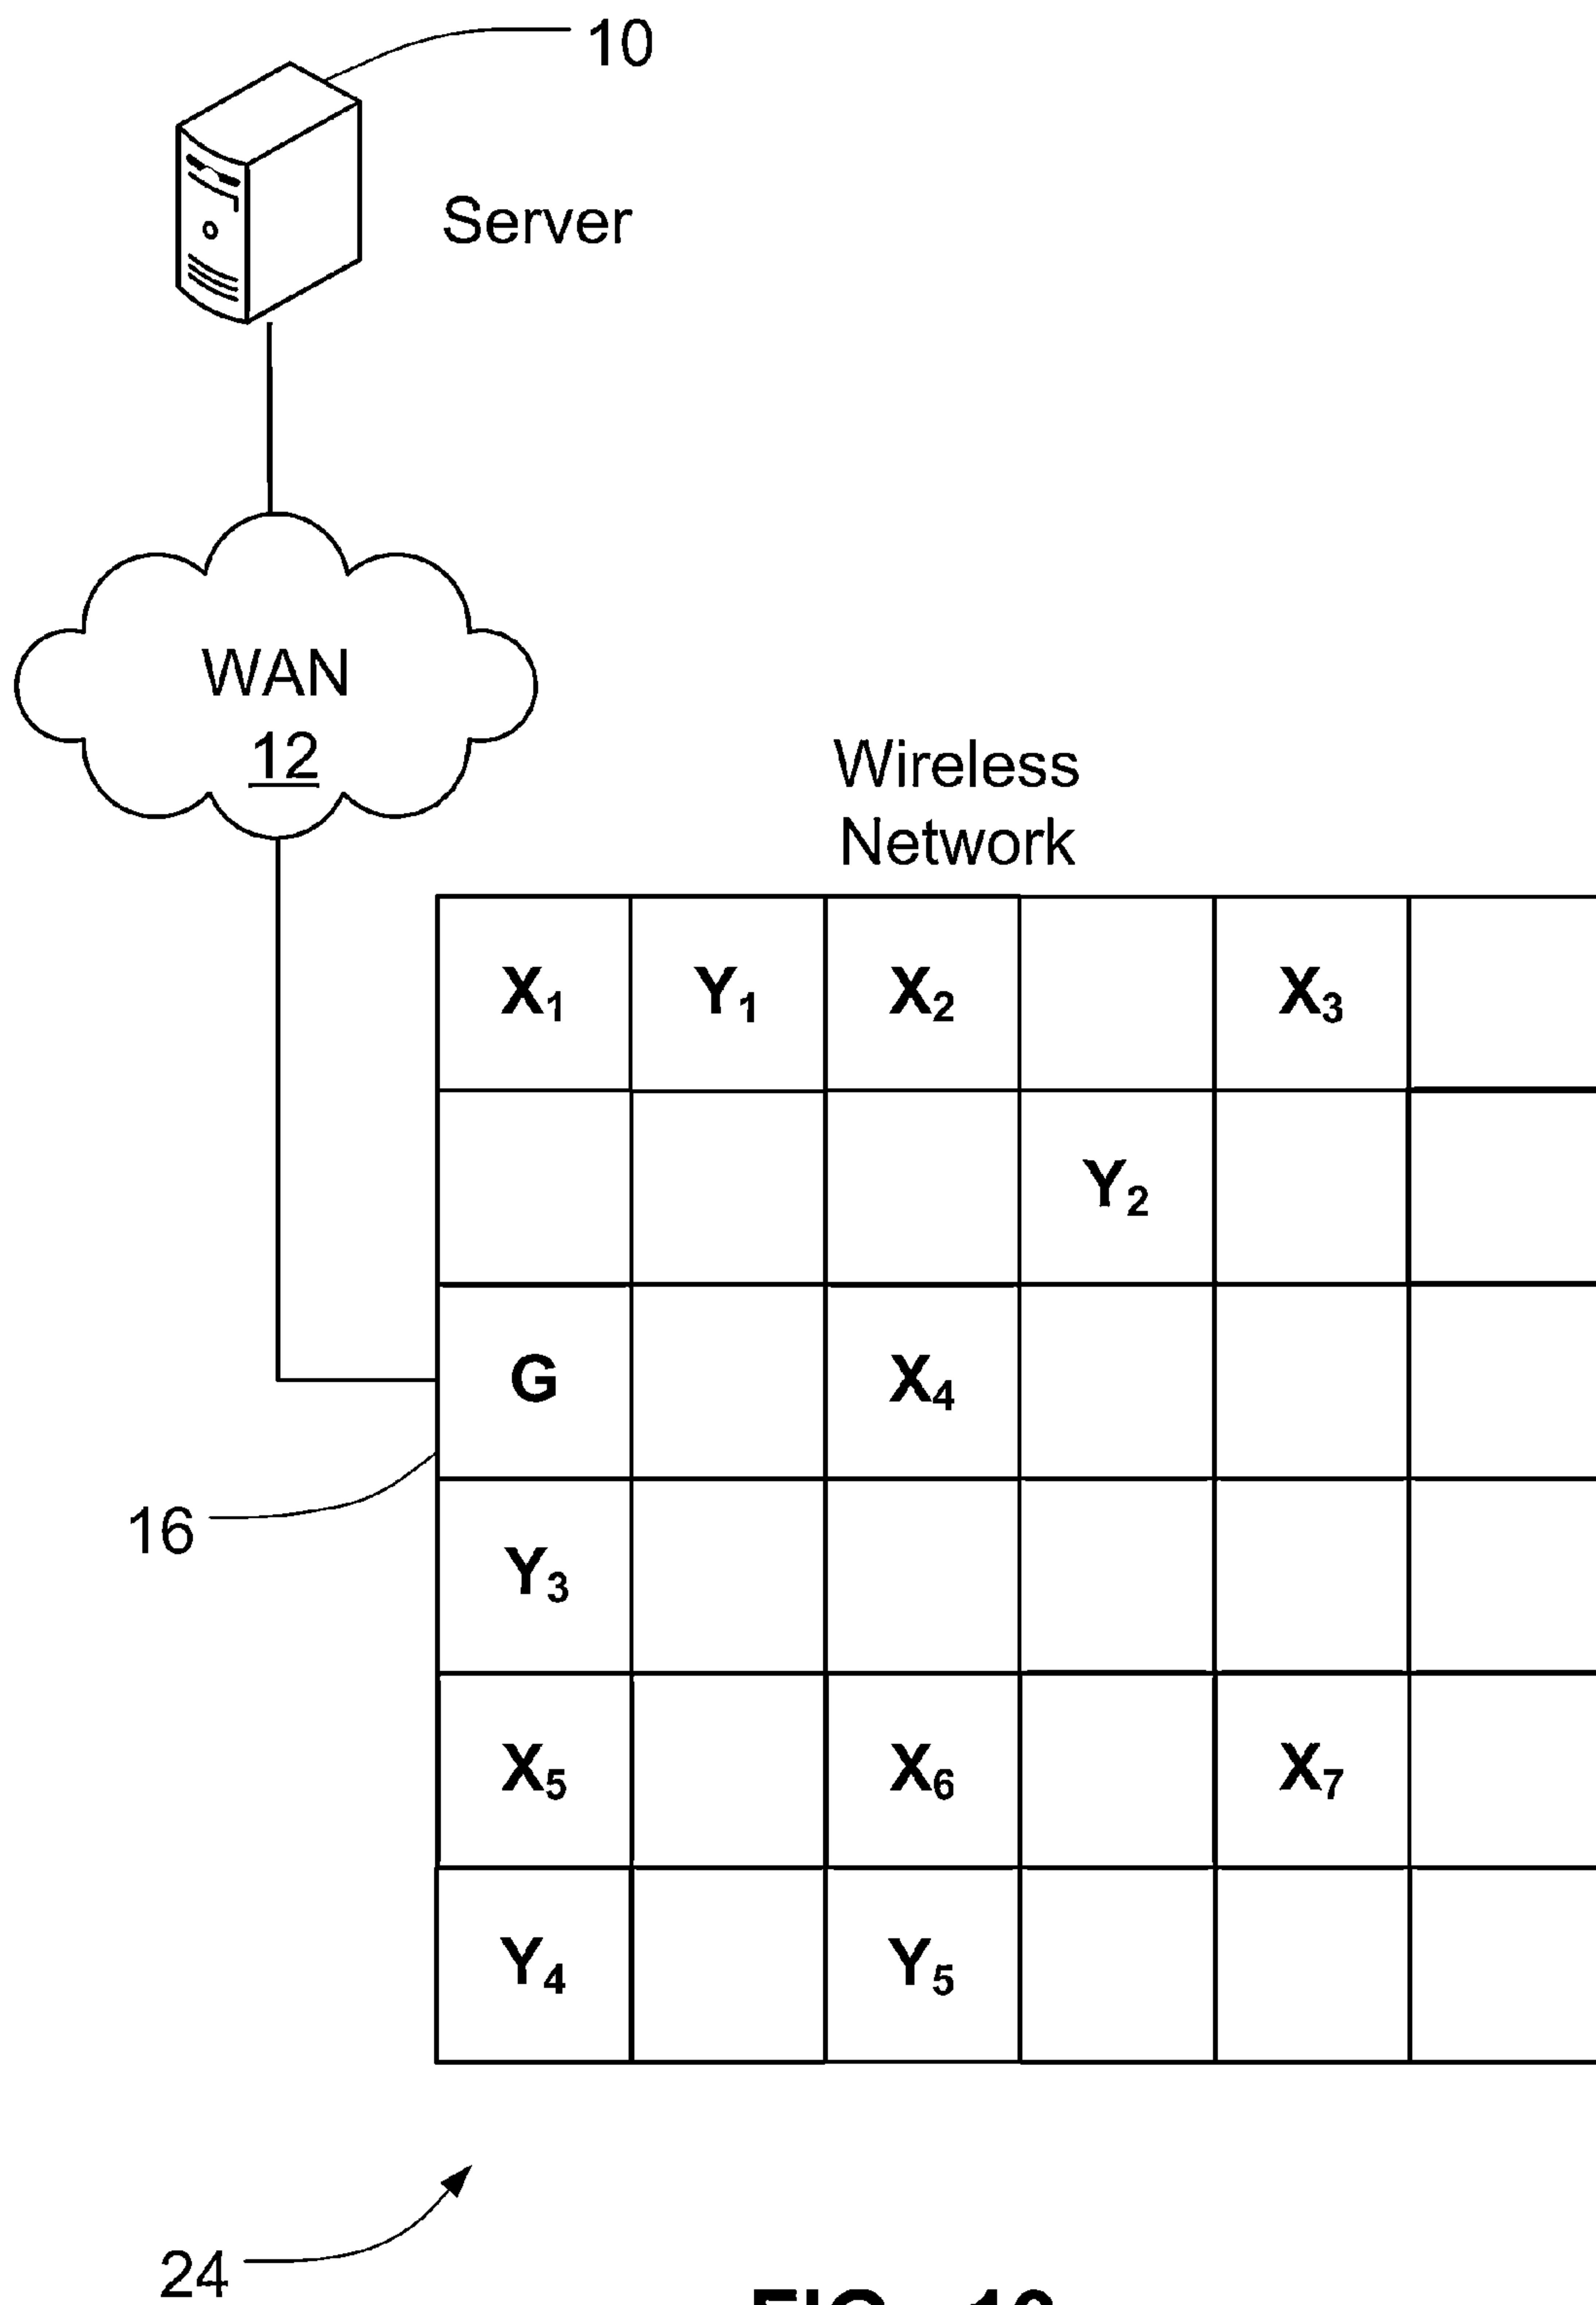 10
Server
WAN
12
Wireless
Network
X₁ Y₁ X₂ X₃
Y₂
G X₄
16
Y₃
X₅ X₆ X₇
Y₄ Y₅
24